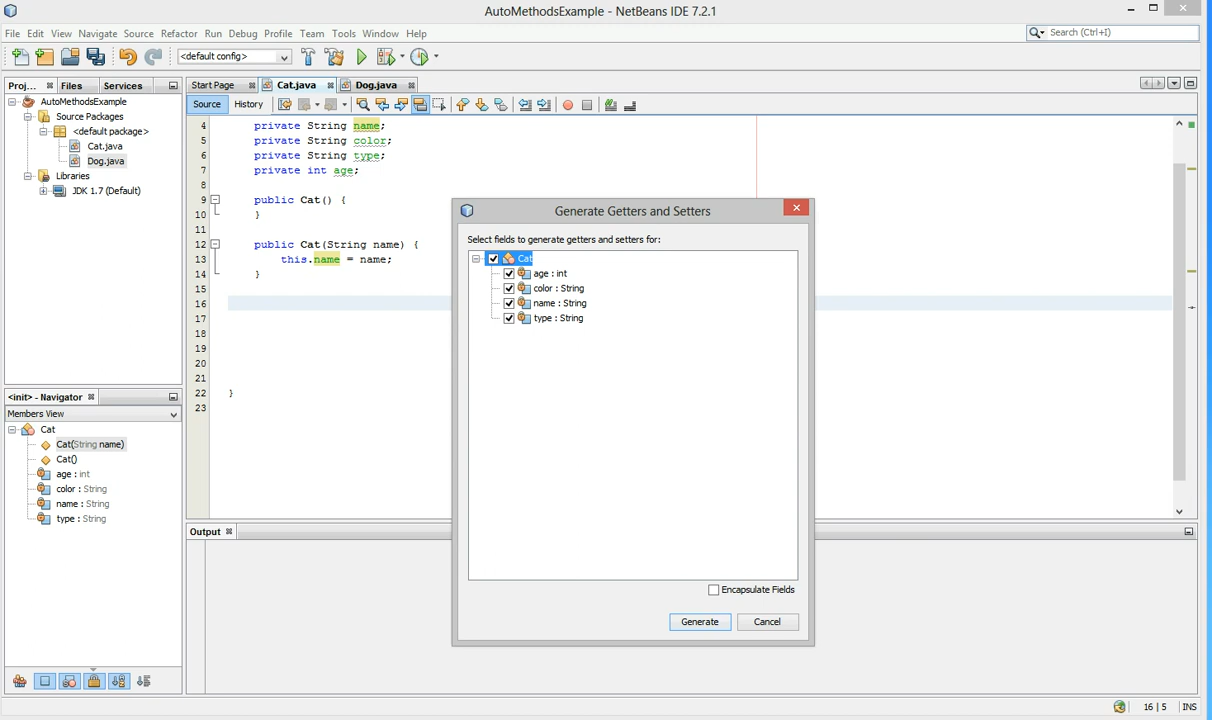 AutoMethodsExample - NetBeans IDE 7.2.1
File Edit View Navigate Source Refactor Run Debug Profile Team Tools Window Help
Search (Ctrl+I)
<default config>
Proj... Files Services
Start Page Cat.java Dog.java
Source History
AutoMethodsExample
Source Packages
<default package>
Cat.java
Dog.java
Libraries
JDK 1.7 (Default)
4 private String name;
5 private String color;
6 private String type;
7 private int age;
8
9 public Cat() {
10 }
11
12 public Cat(String name) {
13 this.name = name;
14 }
15
16
17
18
19
20
21
22 }
23
Generate Getters and Setters
Select fields to generate getters and setters for:
Cat
age : int
color : String
name : String
type : String
Encapsulate Fields
Generate Cancel
<init> - Navigator
Members View
Cat
Cat(String name)
Cat()
age : int
color : String
name : String
type : String
Output
16 | 5 INS